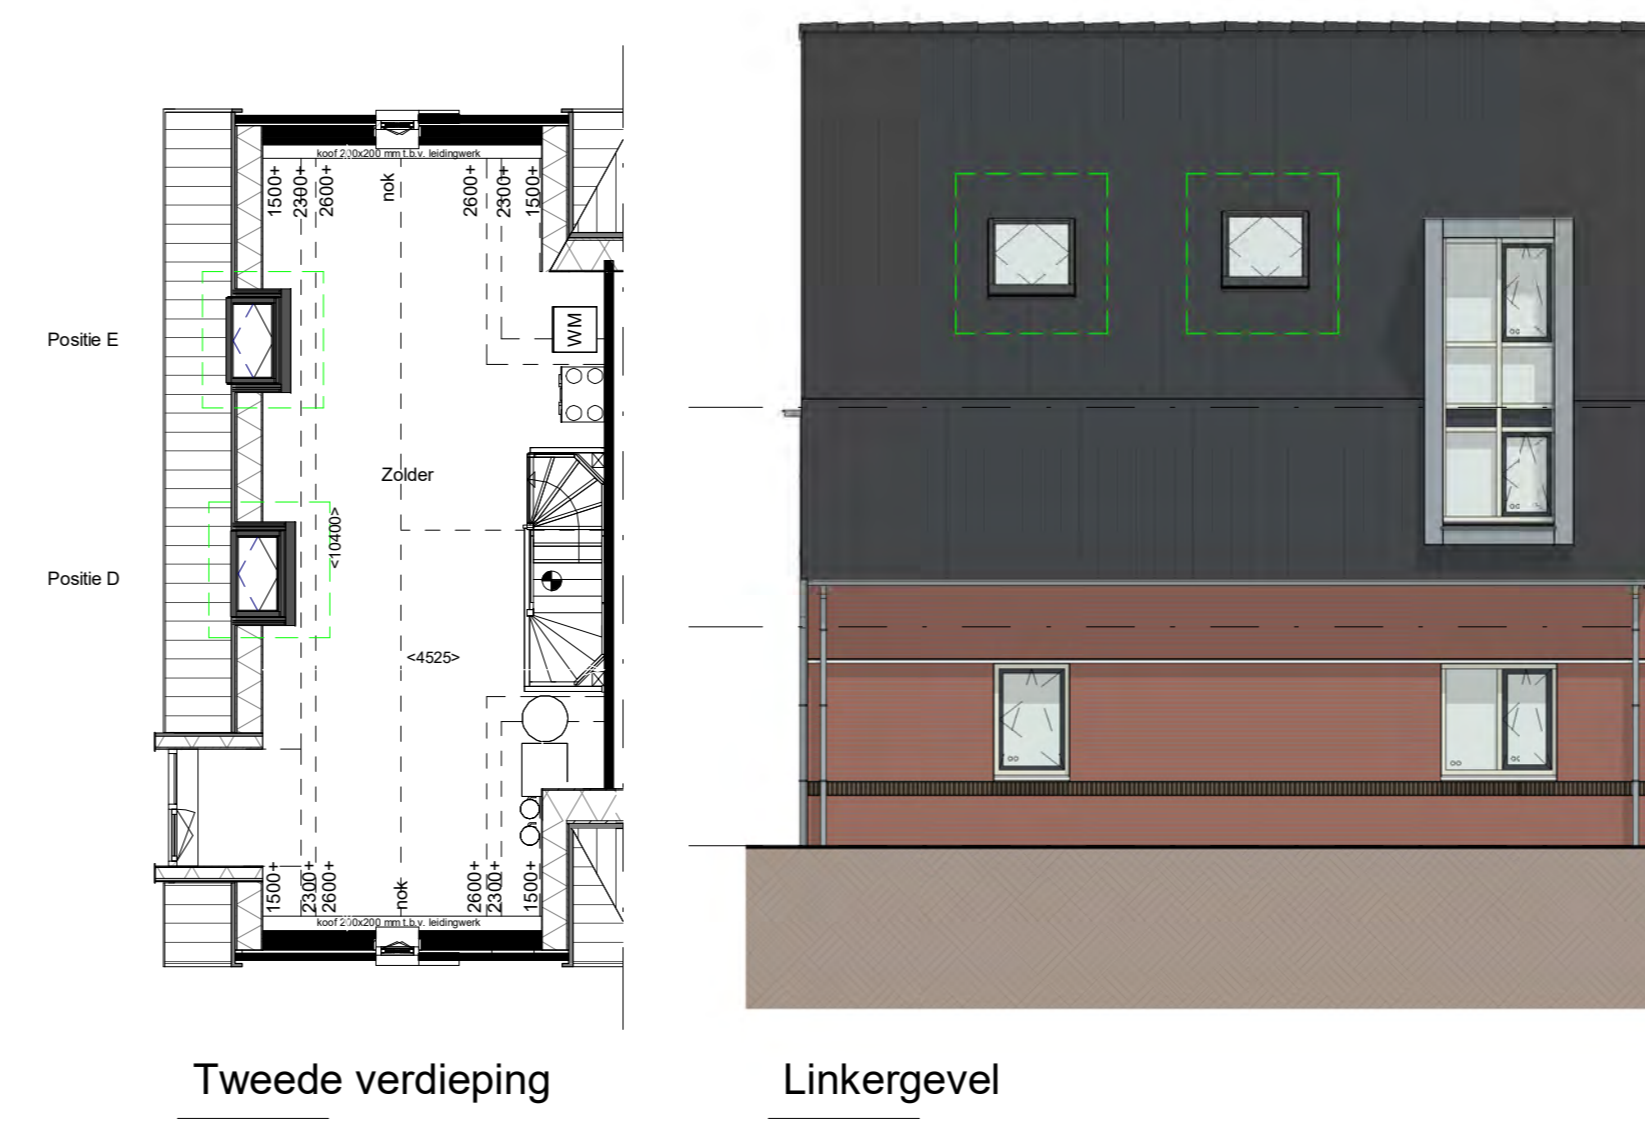 koof 200x200 mm t.b.v. leidingwerk
1500+
2300+
2600+
nok
2600+
2300+
1500+
Positie E
WM
Zolder
<10400>
Positie D
<4525>
1500+
2300+
2600+
nok
2600+
2300+
1500+
koof 200x200 mm t.b.v. leidingwerk
Tweede verdieping
Linkergevel